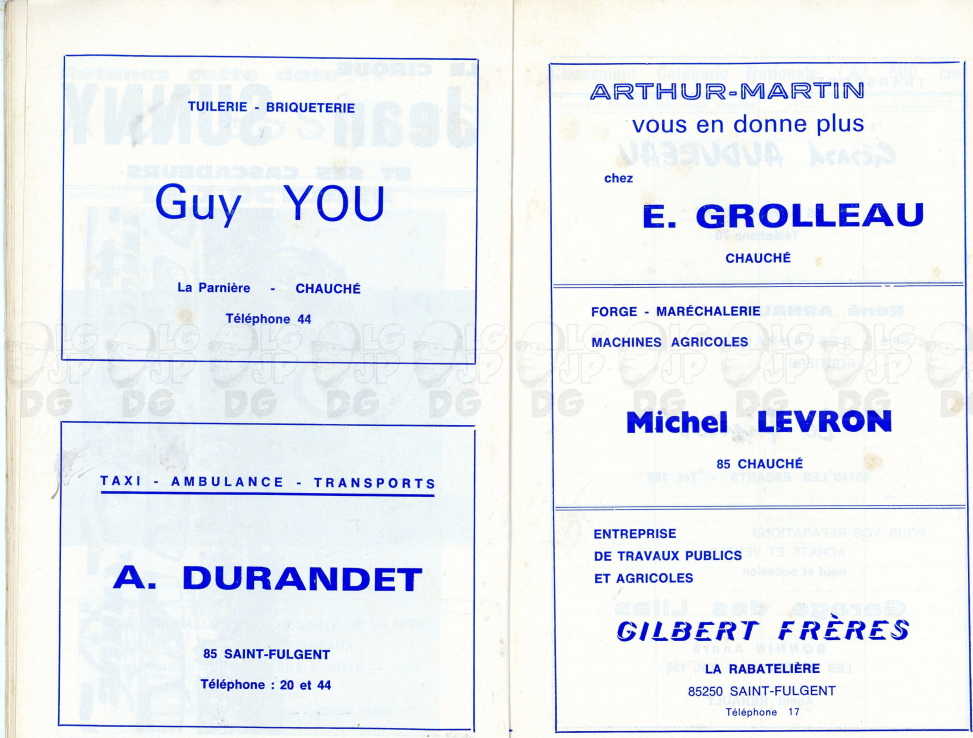 TUILERIE - BRIQUETERIE
Guy YOU
La Parnière - CHAUCHÉ
Téléphone 44
TAXI - AMBULANCE - TRANSPORTS
A. DURANDET
85 SAINT-FULGENT
Téléphone : 20 et 44
ARTHUR-MARTIN
vous en donne plus
chez
E. GROLLEAU
CHAUCHÉ
FORGE - MARÉCHALERIE
MACHINES AGRICOLES
Michel LEVRON
85 CHAUCHÉ
ENTREPRISE
DE TRAVAUX PUBLICS
ET AGRICOLES
GILBERT FRÈRES
LA RABATELIÈRE
85250 SAINT-FULGENT
Téléphone 17